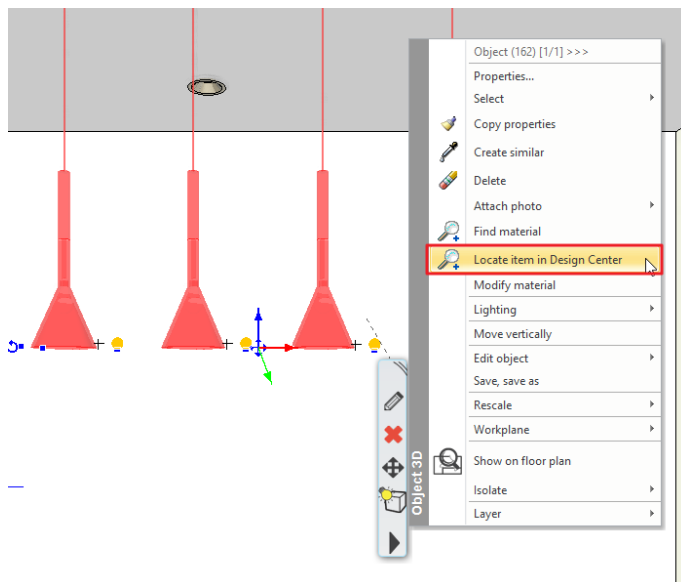 Object (162) [1/1] >>>
Properties...
Select
Copy properties
Create similar
Delete
Attach photo
Find material
Locate item in Design Center
Modify material
Lighting
Move vertically
Edit object
Save, save as
Rescale
Workplane
Show on floor plan
Isolate
Layer
Object 3D